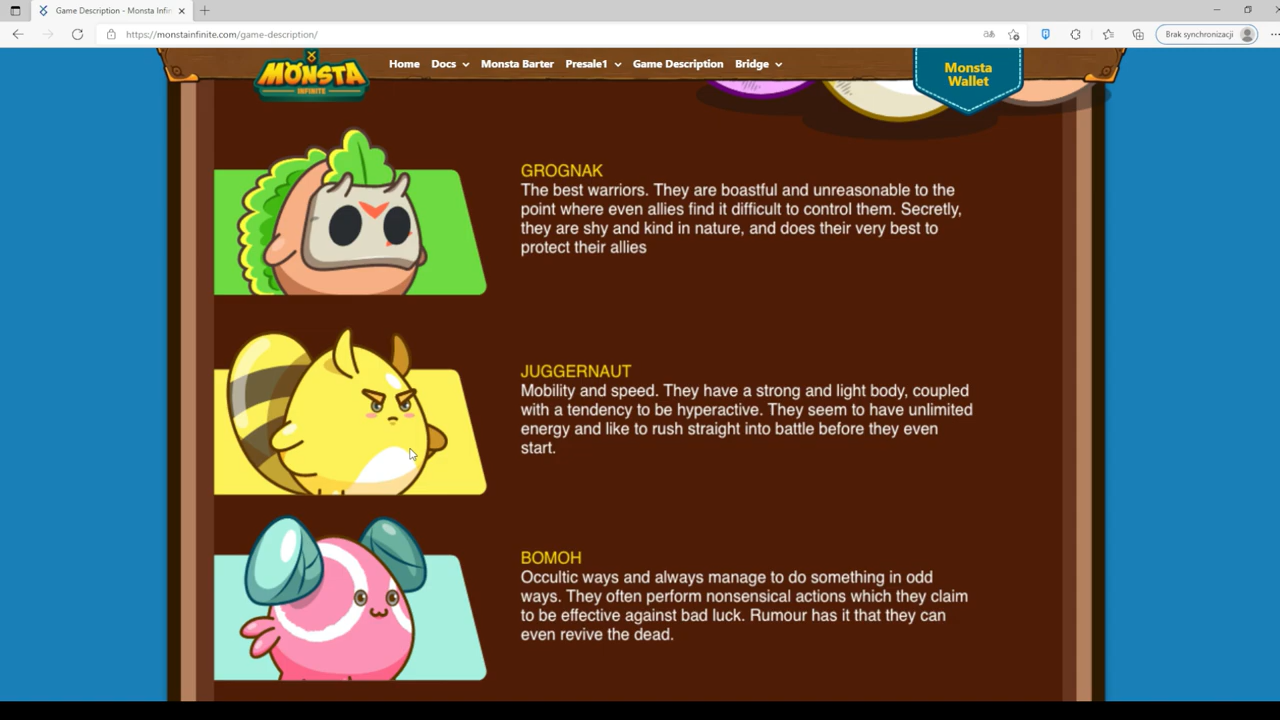 Game Description - Monsta Infin
https://monstainfinite.com/game-description/
Brak synchronizacji
MONSTA
INFINITE
Home
Docs
Monsta Barter
Presale1
Game Description
Bridge
Monsta
Wallet
GROGNAK
The best warriors. They are boastful and unreasonable to the
point where even allies find it difficult to control them. Secretly,
they are shy and kind in nature, and does their very best to
protect their allies
JUGGERNAUT
Mobility and speed. They have a strong and light body, coupled
with a tendency to be hyperactive. They seem to have unlimited
energy and like to rush straight into battle before they even
start.
BOMOH
Occultic ways and always manage to do something in odd
ways. They often perform nonsensical actions which they claim
to be effective against bad luck. Rumour has it that they can
even revive the dead.